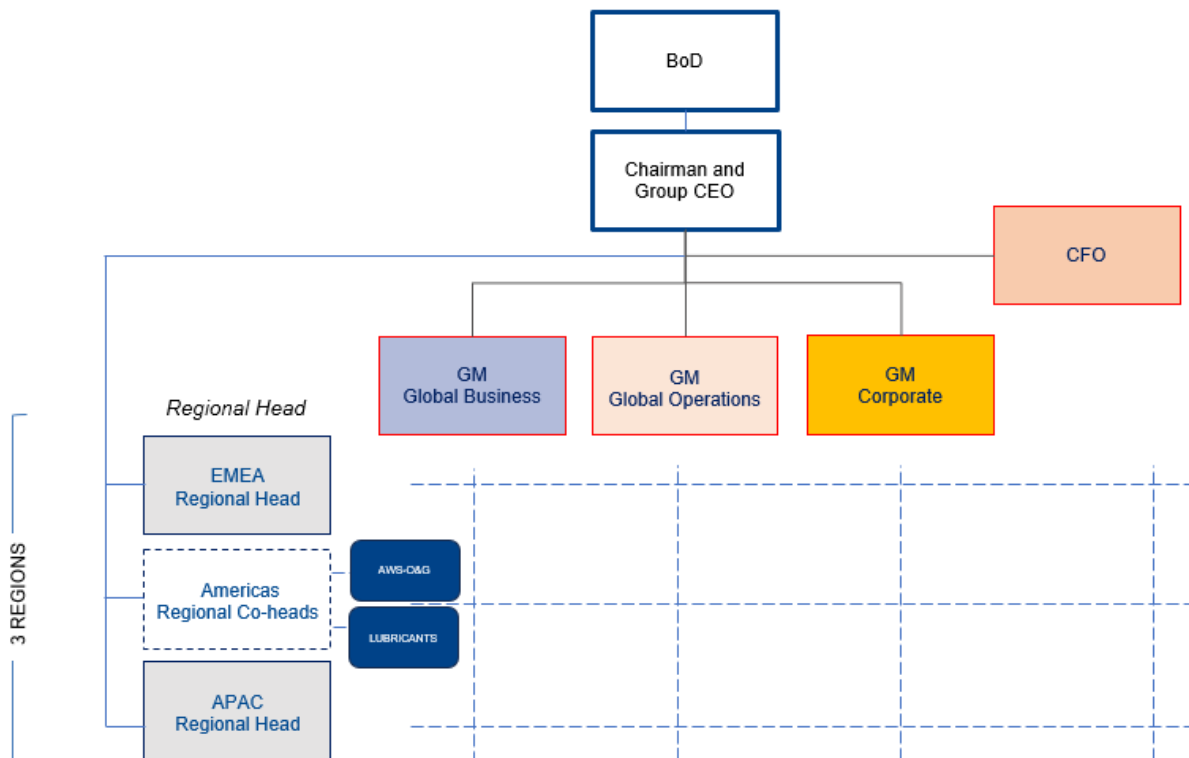 BoD
Chairman and
Group CEO
CFO
GM
Global Business
GM
Global Operations
GM
Corporate
Regional Head
3 REGIONS
EMEA
Regional Head
Americas
Regional Co-heads
AWS-O&G
LUBRICANTS
APAC
Regional Head